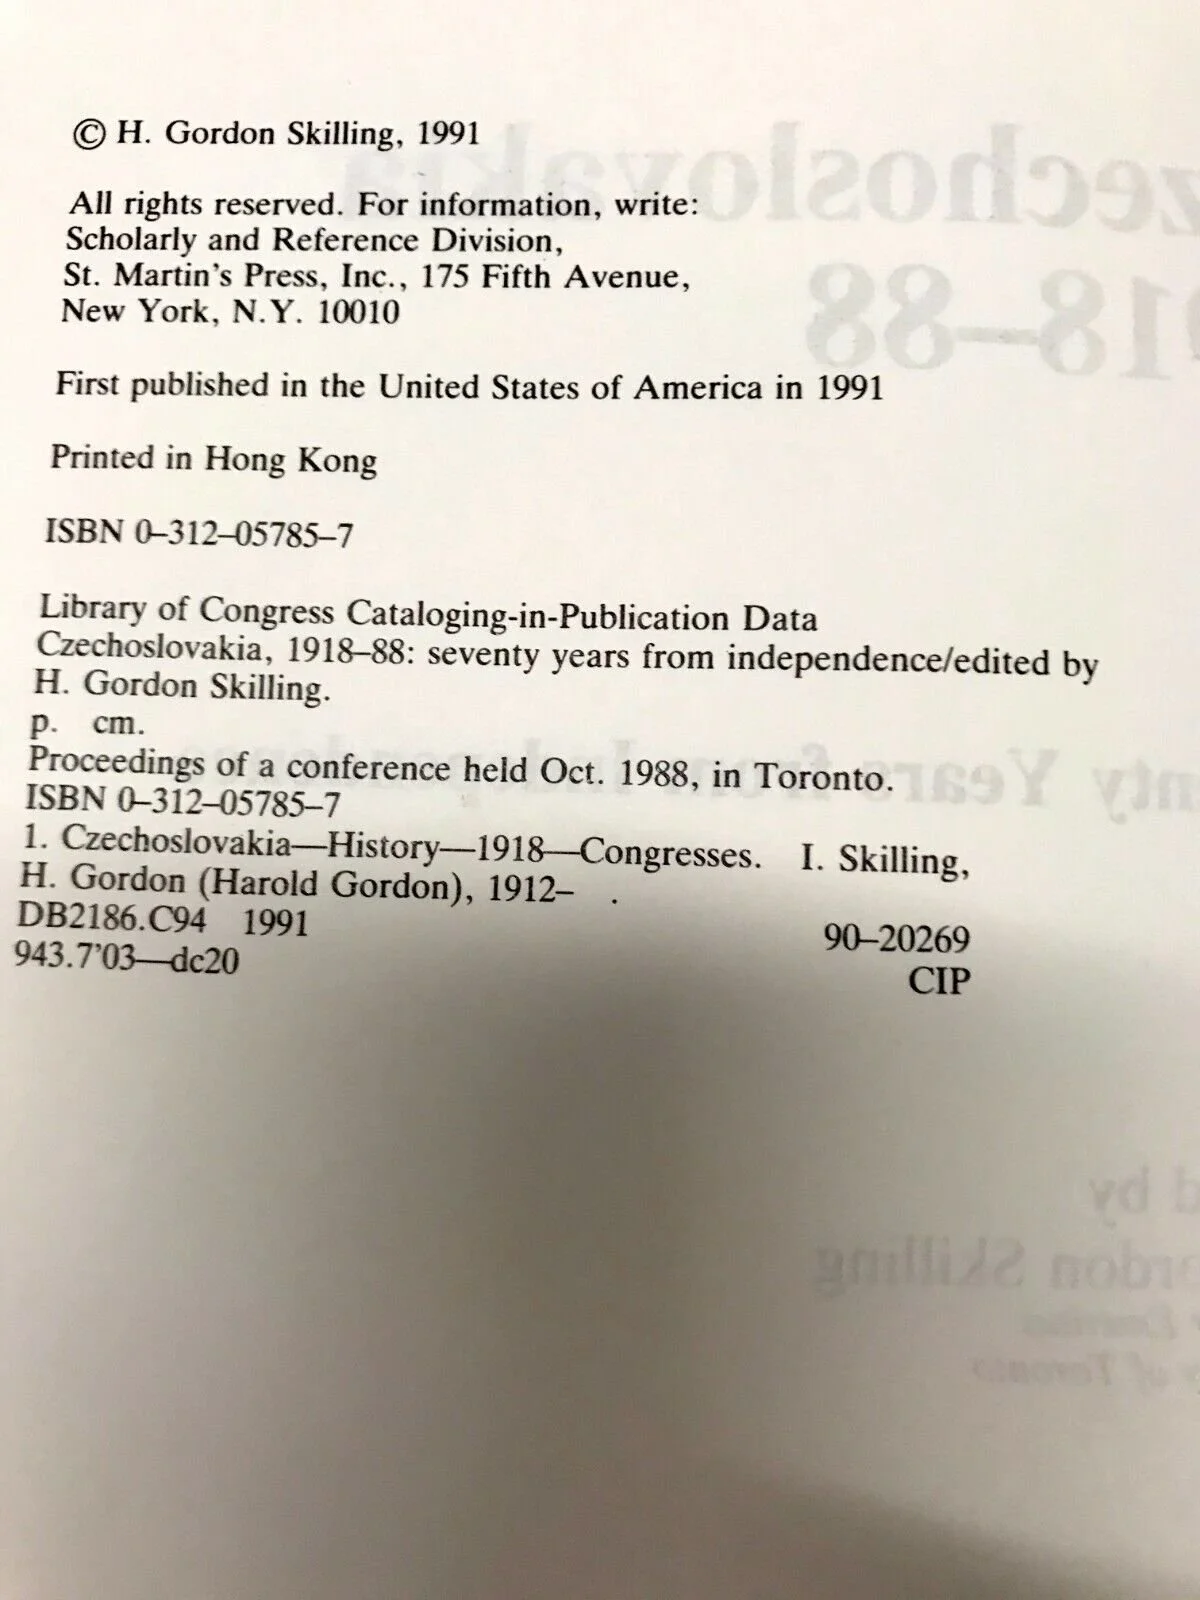 © H. Gordon Skilling, 1991
All rights reserved. For information, write:
Scholarly and Reference Division,
St. Martin's Press, Inc., 175 Fifth Avenue,
New York, N.Y. 10010
First published in the United States of America in 1991
Printed in Hong Kong
ISBN 0–312–05785–7
Library of Congress Cataloging-in-Publication Data
Czechoslovakia, 1918–88: seventy years from independence/edited by
H. Gordon Skilling.
p. cm.
Proceedings of a conference held Oct. 1988, in Toronto.
ISBN 0–312–05785–7
1. Czechoslovakia—History—1918—Congresses. I. Skilling,
H. Gordon (Harold Gordon), 1912– .
DB2186.C94 1991
90–20269
943.7'03—dc20
CIP